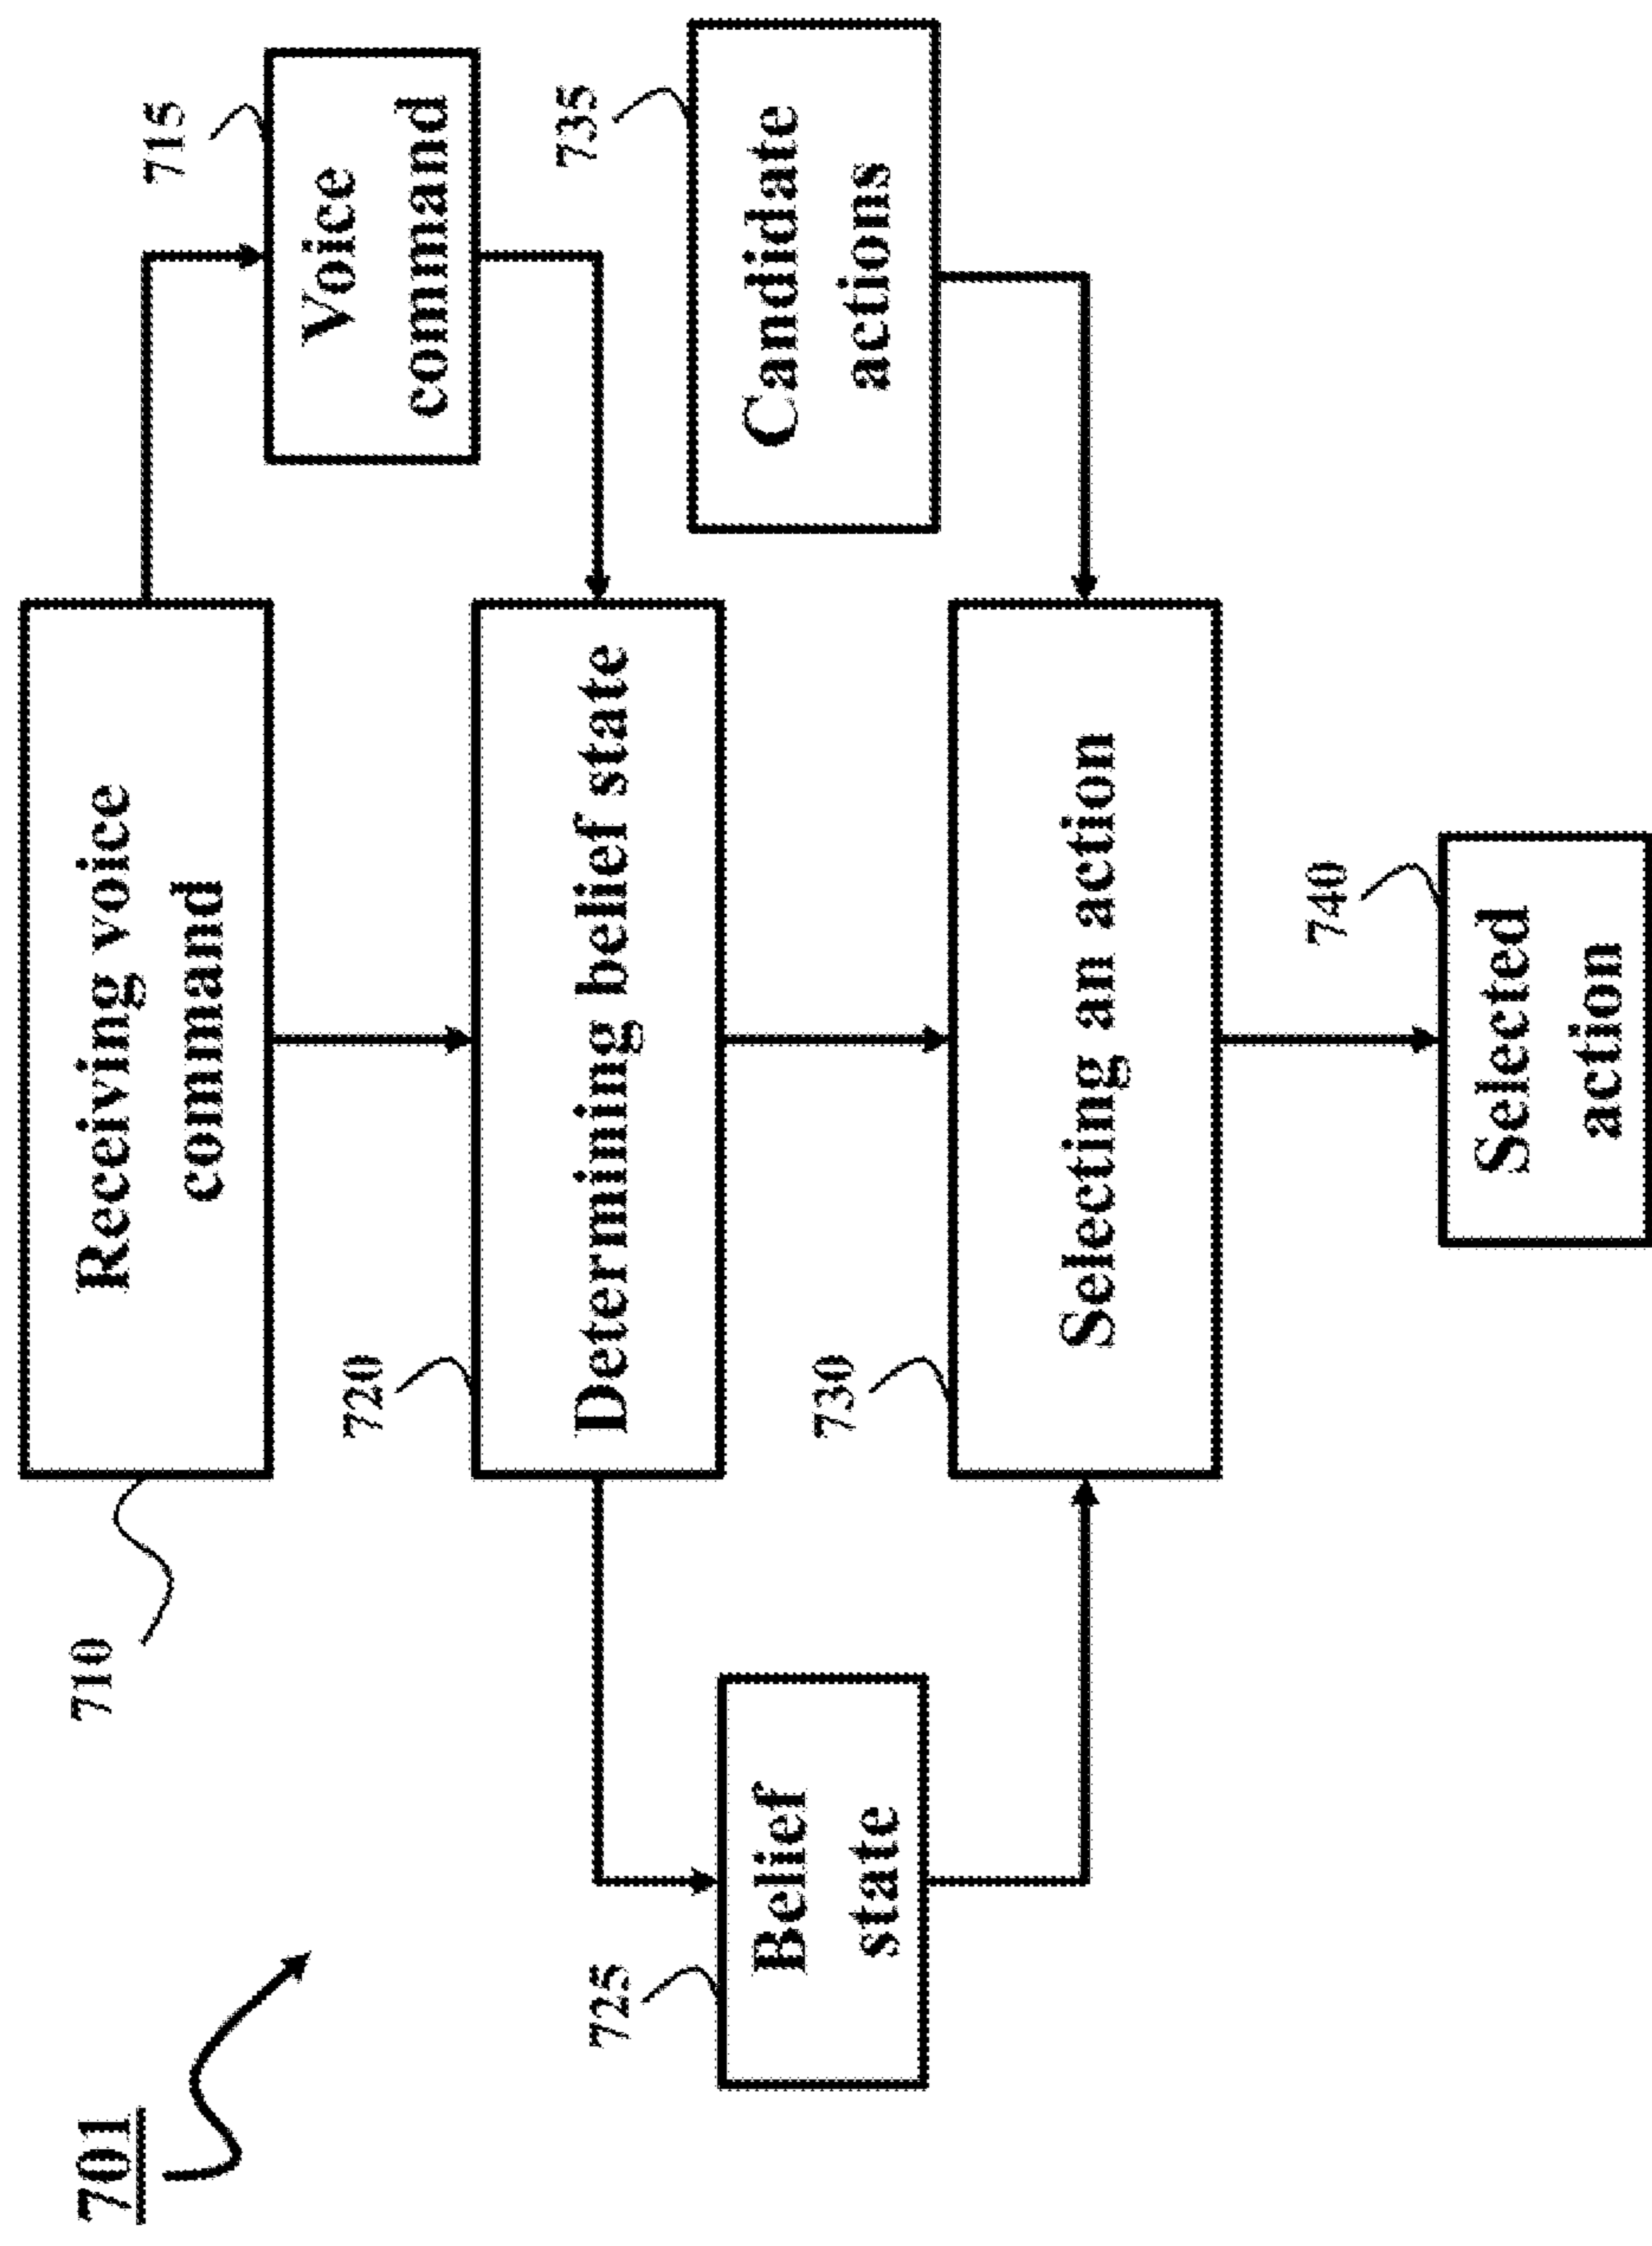 701
710
Receiving voice
command
715
Voice
command
720
Determining belief state
725
Belief
state
735
Candidate
actions
730
Selecting an action
740
Selected
action